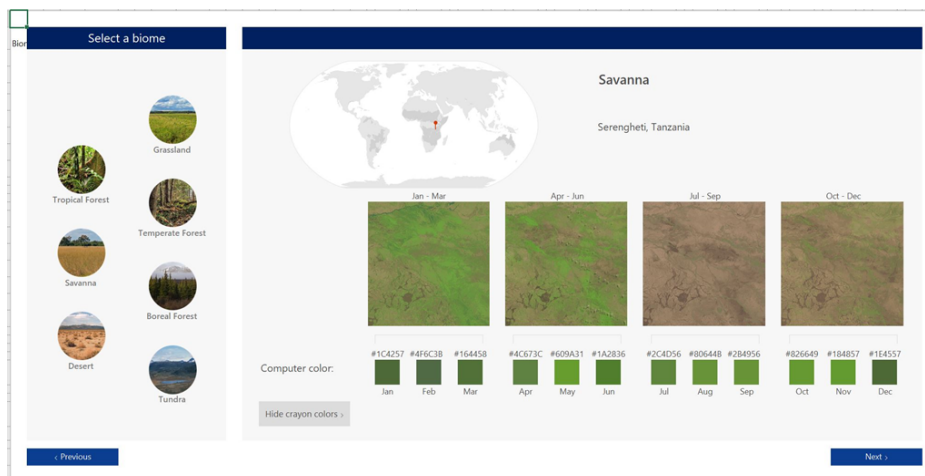 Select a biome
Bior
Grassland
Tropical Forest
Temperate Forest
Savanna
Boreal Forest
Desert
Tundra
‹ Previous
Savanna
Serengheti, Tanzania
Jan - Mar
Apr - Jun
Jul - Sep
Oct - Dec
#1C4257 #4F6C3B #164458
#4C673C #609A31 #1A2836
#2C4D56 #80644B #2B4956
#826649 #184857 #1E4557
Computer color:
Jan Feb Mar
Apr May Jun
Jul Aug Sep
Oct Nov Dec
Hide crayon colors ›
Next ›